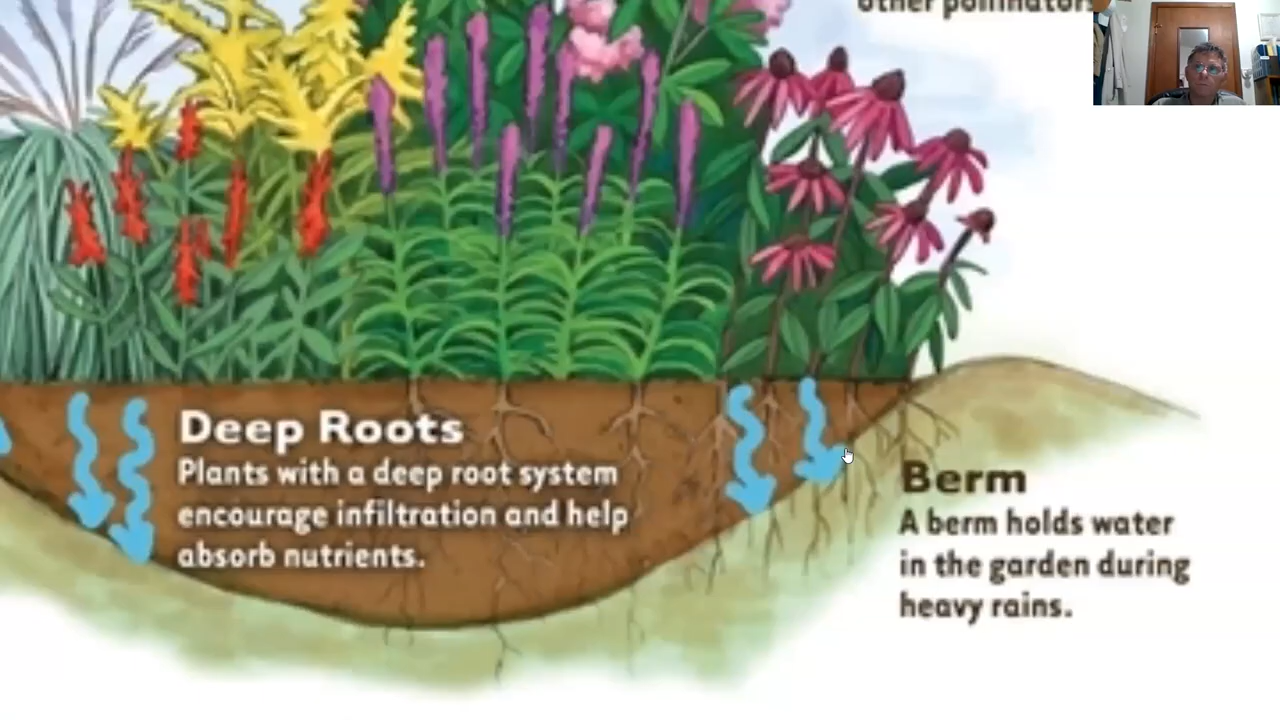 other pollinators
Deep Roots
Plants with a deep root system
encourage infiltration and help
absorb nutrients.
Berm
A berm holds water
in the garden during
heavy rains.